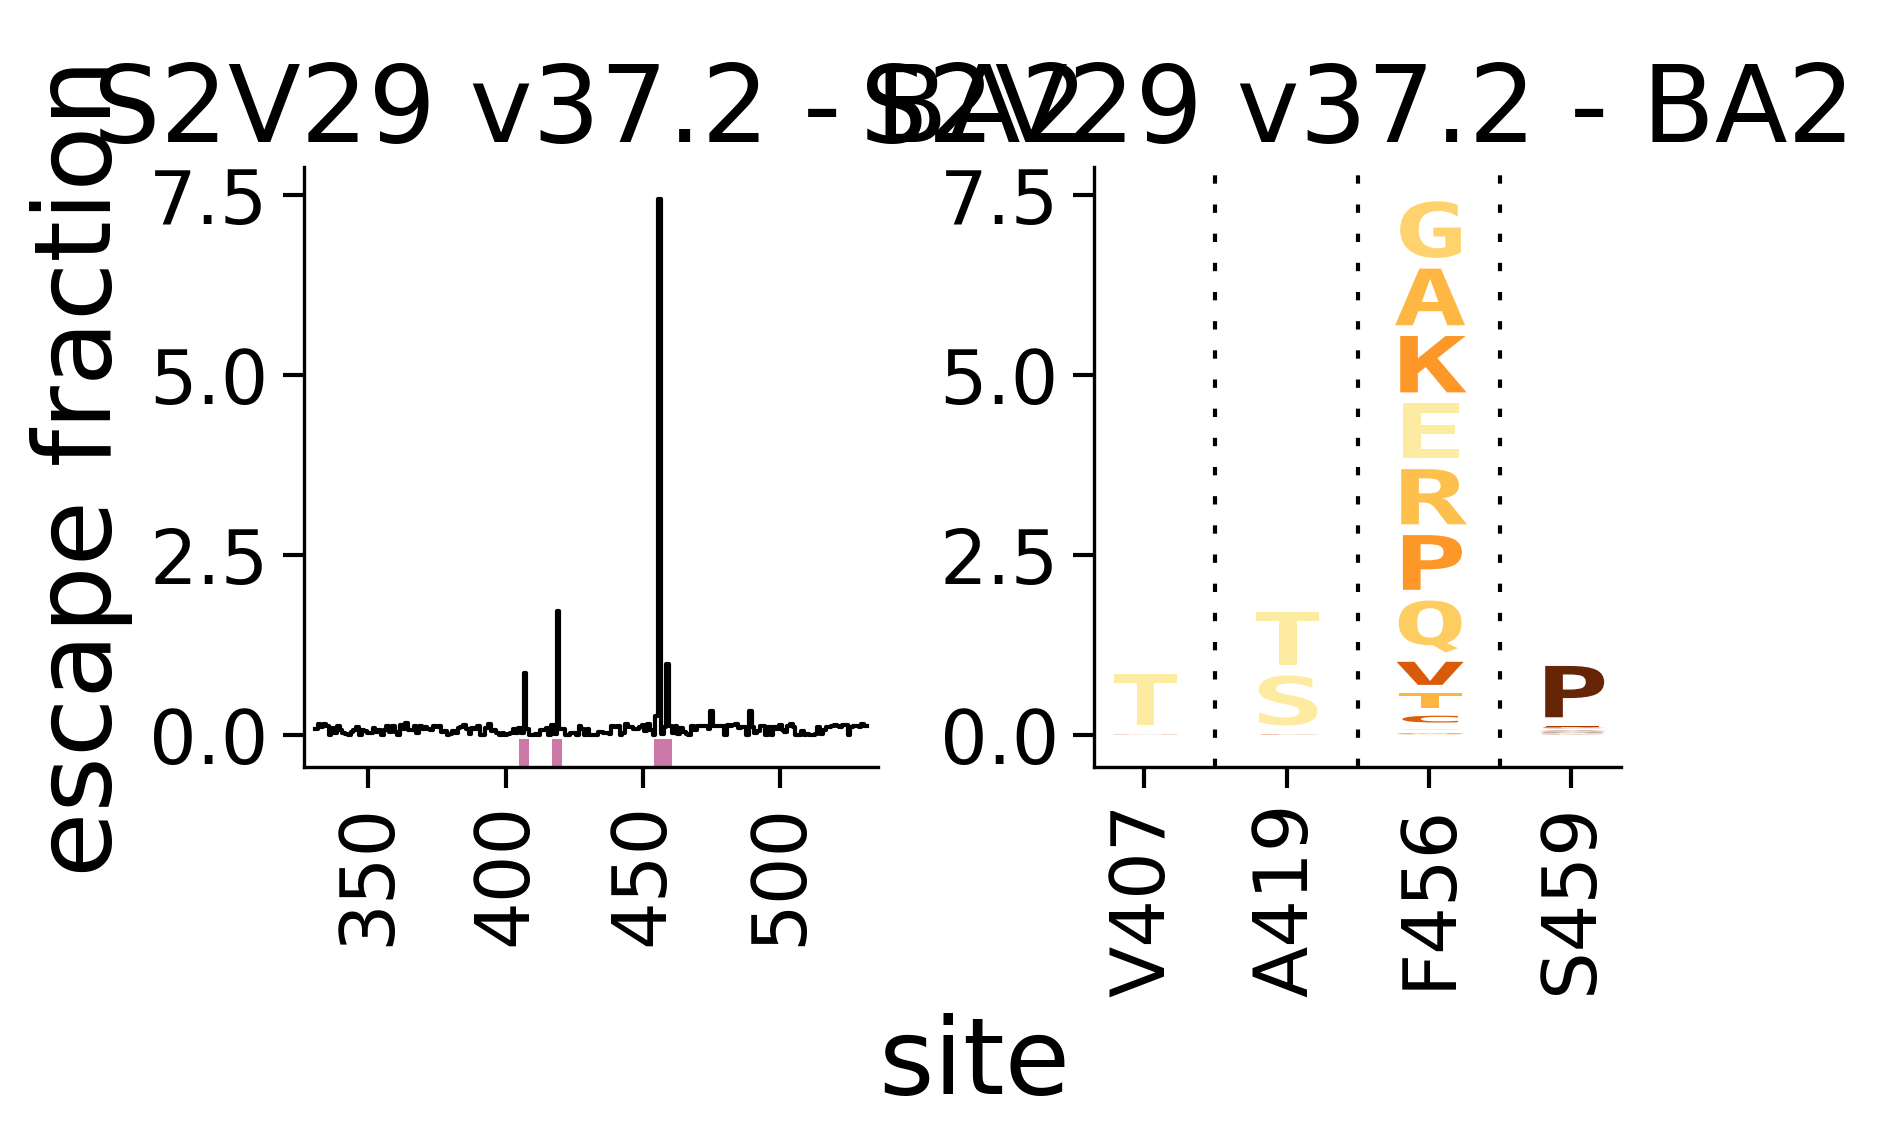 S2V29 v37.2 - BA2
S2V29 v37.2 - BA2
escape fraction
7.5
5.0
2.5
0.0
350
400
450
500
7.5
5.0
2.5
0.0
T
T
S
G
A
K
E
R
P
Q
V
T
C
P
V407
A419
F456
S459
site